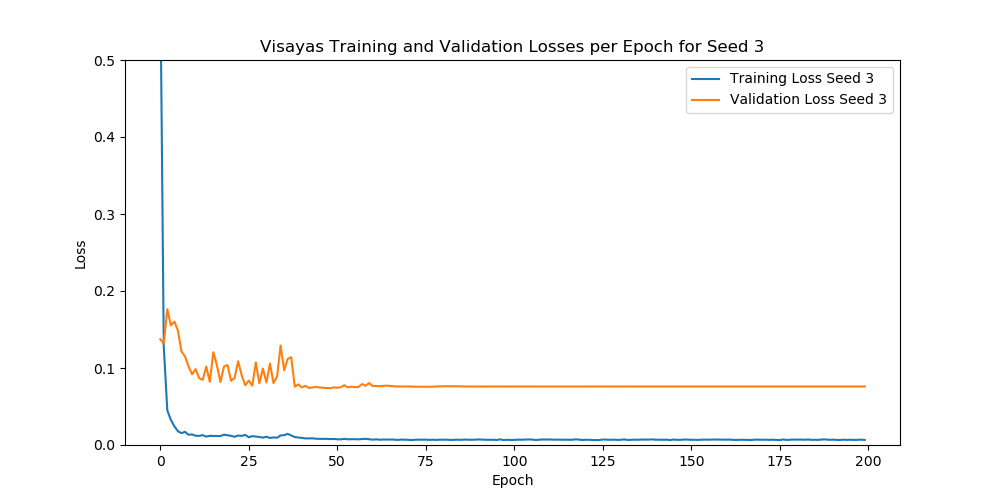 Visayas Training and Validation Losses per Epoch for Seed 3
Training Loss Seed 3
Validation Loss Seed 3
Loss
0.5
0.4
0.3
0.2
0.1
0.0
0 25 50 75 100 125 150 175 200
Epoch